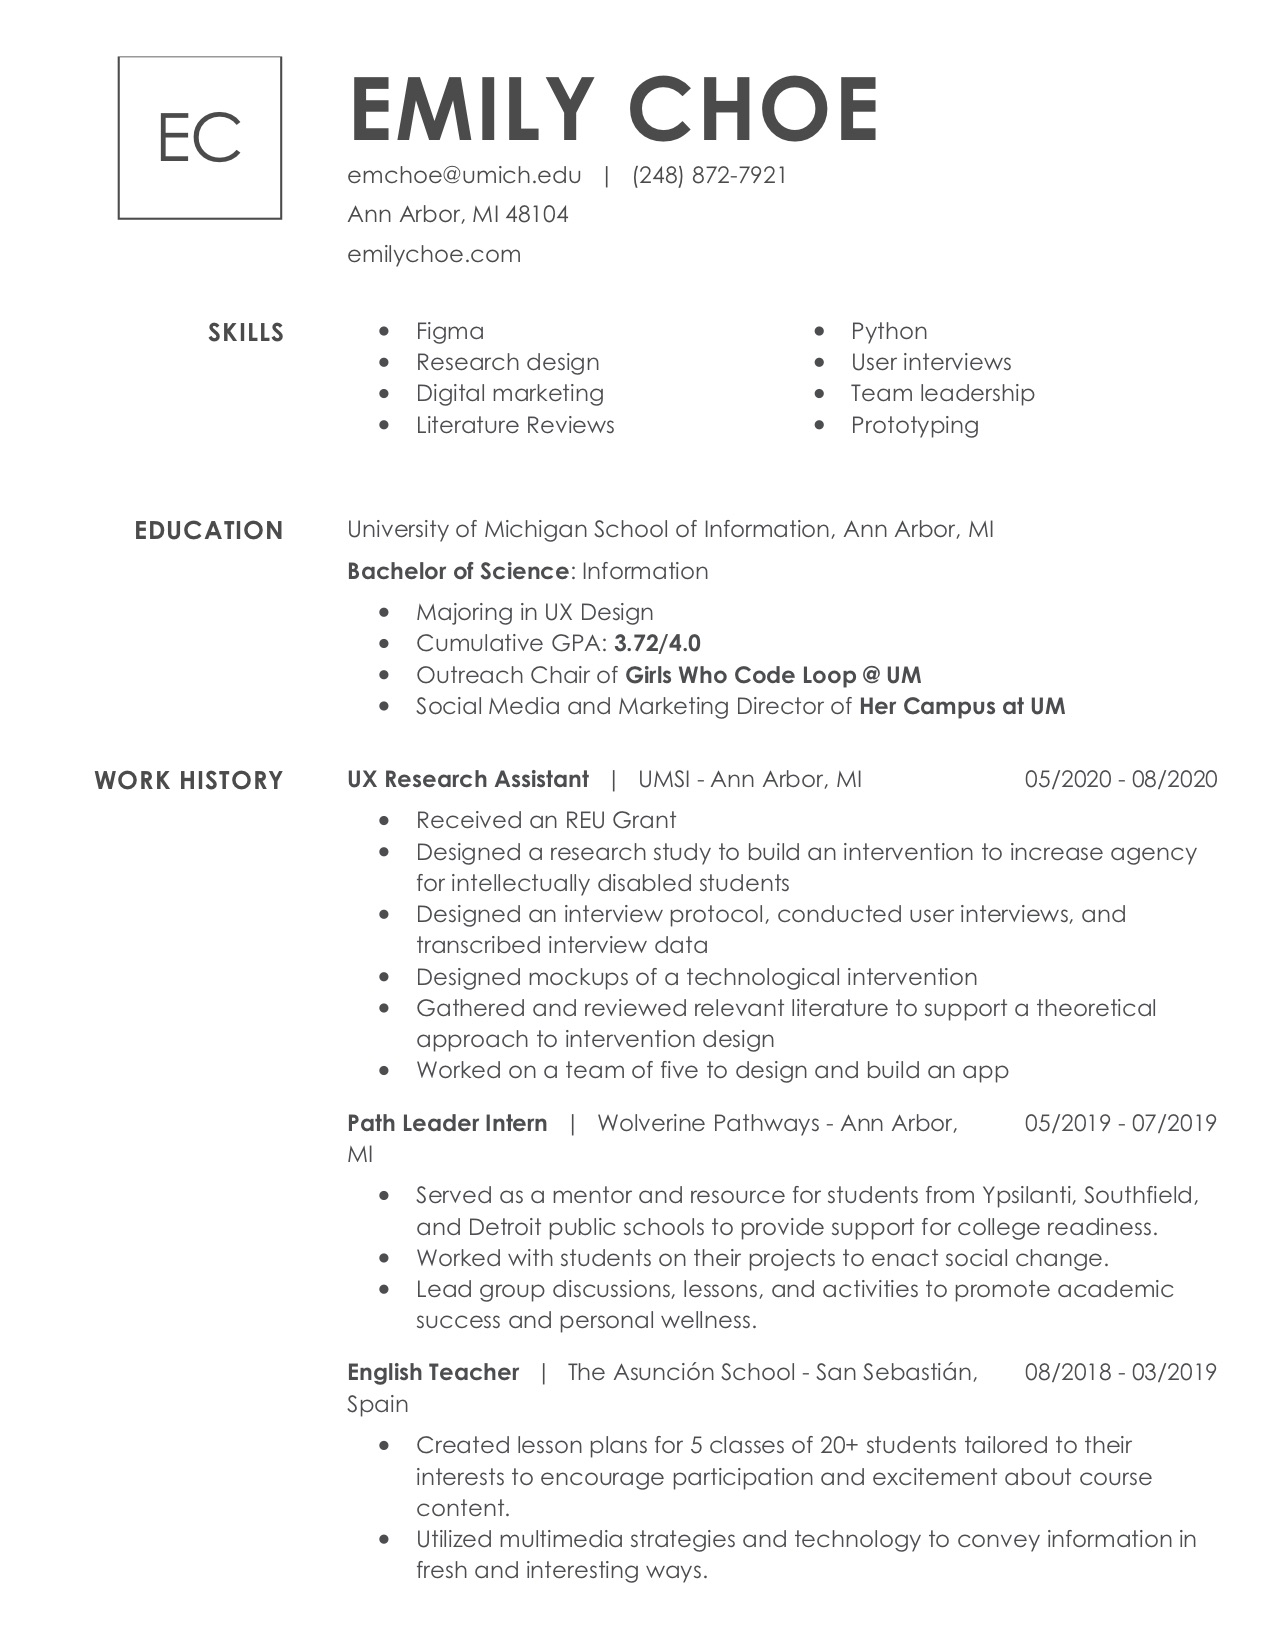 EC
EMILY CHOE
emchoe@umich.edu | (248) 872-7921
Ann Arbor, MI 48104
emilychoe.com
SKILLS
• Figma
• Research design
• Digital marketing
• Literature Reviews
• Python
• User interviews
• Team leadership
• Prototyping
EDUCATION
University of Michigan School of Information, Ann Arbor, MI
Bachelor of Science: Information
• Majoring in UX Design
• Cumulative GPA: 3.72/4.0
• Outreach Chair of Girls Who Code Loop @ UM
• Social Media and Marketing Director of Her Campus at UM
WORK HISTORY
UX Research Assistant | UMSI - Ann Arbor, MI 05/2020 - 08/2020
• Received an REU Grant
• Designed a research study to build an intervention to increase agency
for intellectually disabled students
• Designed an interview protocol, conducted user interviews, and
transcribed interview data
• Designed mockups of a technological intervention
• Gathered and reviewed relevant literature to support a theoretical
approach to intervention design
• Worked on a team of five to design and build an app
Path Leader Intern | Wolverine Pathways - Ann Arbor, 05/2019 - 07/2019
MI
• Served as a mentor and resource for students from Ypsilanti, Southfield,
and Detroit public schools to provide support for college readiness.
• Worked with students on their projects to enact social change.
• Lead group discussions, lessons, and activities to promote academic
success and personal wellness.
English Teacher | The Asunción School - San Sebastián, 08/2018 - 03/2019
Spain
• Created lesson plans for 5 classes of 20+ students tailored to their
interests to encourage participation and excitement about course
content.
• Utilized multimedia strategies and technology to convey information in
fresh and interesting ways.